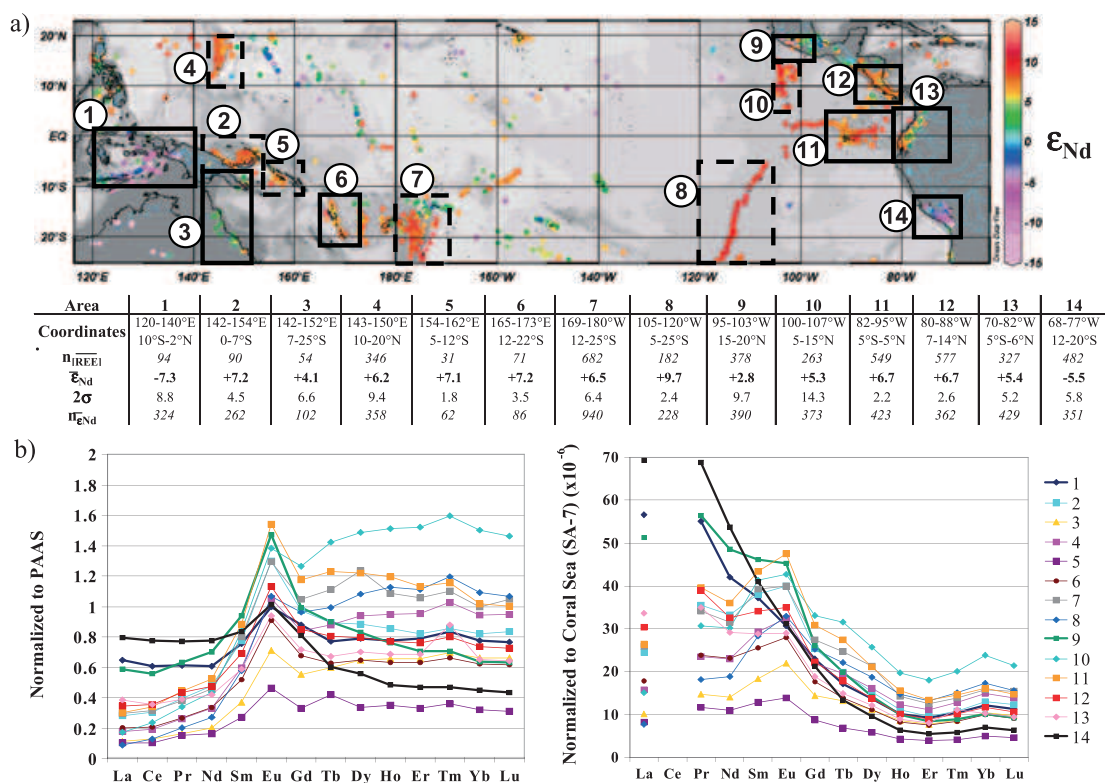 a)
20°N
10°N
EQ
10°S
20°S
1
2
3
4
5
6
7
8
9
10
11
12
13
14
120°E 140°E 160°E 180°E 160°W 140°W 120°W 100°W 80°W
15
10
5
0
-5
-10
-15
Ocean Data View
εNd
Area 1 2 3 4 5 6 7 8 9 10 11 12 13 14
Coordinates 120-140°E 142-154°E 142-152°E 143-150°E 154-162°E 165-173°E 169-180°W 105-120°W 95-103°W 100-107°W 82-95°W 80-88°W 70-82°W 68-77°W
10°S-2°N 0-7°S 7-25°S 10-20°N 5-12°S 12-22°S 12-25°S 5-25°S 15-20°N 5-15°N 5°S°S-5°N 7-14°N 5°S-6°N 12-20°S
n[REE] 94 90 54 346 31 71 682 182 378 263 549 577 327 482
ε̄Nd -7.3 +7.2 +4.1 +6.2 +7.1 +7.2 +6.5 +9.7 +2.8 +5.3 +6.7 +6.7 +5.4 -5.5
2σ 8.8 4.5 6.6 9.4 1.8 3.5 6.4 2.4 9.7 14.3 2.2 2.6 5.2 5.8
nεNd 324 262 102 358 62 86 940 228 390 373 423 362 429 351
b)
Normalized to PAAS
2
1.8
1.6
1.4
1.2
1
0.8
0.6
0.4
0.2
0
La Ce Pr Nd Sm Eu Gd Tb Dy Ho Er Tm Yb Lu
Normalized to Coral Sea (SA-7) (x10⁻⁶)
70
60
50
40
30
20
10
0
La Ce Pr Nd Sm Eu Gd Tb Dy Ho Er Tm Yb Lu
1
2
3
4
5
6
7
8
9
10
11
12
13
14